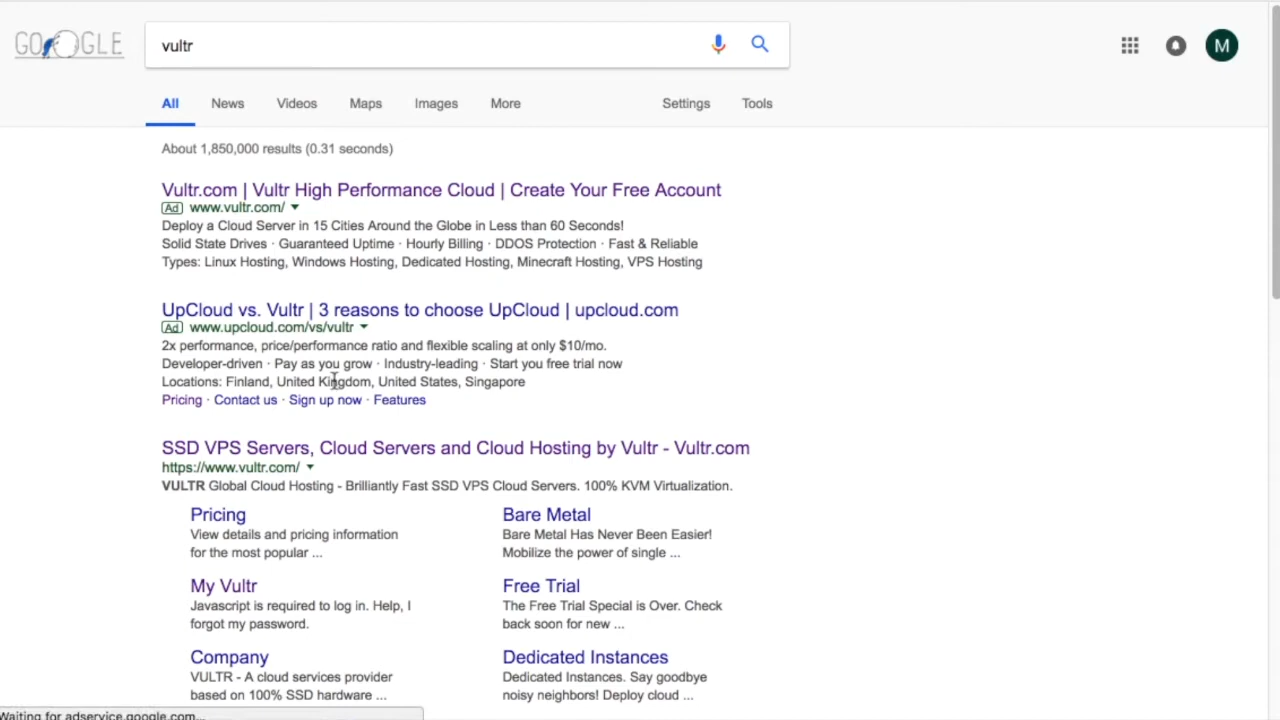 GO GLE
vultr
M
All News Videos Maps Images More Settings Tools
About 1,850,000 results (0.31 seconds)
Vultr.com | Vultr High Performance Cloud | Create Your Free Account
Ad www.vultr.com/
Deploy a Cloud Server in 15 Cities Around the Globe in Less than 60 Seconds!
Solid State Drives · Guaranteed Uptime · Hourly Billing · DDOS Protection · Fast & Reliable
Types: Linux Hosting, Windows Hosting, Dedicated Hosting, Minecraft Hosting, VPS Hosting
UpCloud vs. Vultr | 3 reasons to choose UpCloud | upcloud.com
Ad www.upcloud.com/vs/vultr
2x performance, price/performance ratio and flexible scaling at only $10/mo.
Developer-driven · Pay as you grow · Industry-leading · Start you free trial now
Locations: Finland, United Kingdom, United States, Singapore
Pricing · Contact us · Sign up now · Features
SSD VPS Servers, Cloud Servers and Cloud Hosting by Vultr - Vultr.com
https://www.vultr.com/
VULTR Global Cloud Hosting - Brilliantly Fast SSD VPS Cloud Servers. 100% KVM Virtualization.
Pricing
View details and pricing information
for the most popular ...
Bare Metal
Bare Metal Has Never Been Easier!
Mobilize the power of single ...
My Vultr
Javascript is required to log in. Help, I
forgot my password.
Free Trial
The Free Trial Special is Over. Check
back soon for new ...
Company
VULTR - A cloud services provider
based on 100% SSD hardware ...
Dedicated Instances
Dedicated Instances. Say goodbye
noisy neighbors! Deploy cloud ...
Waiting for adservice.google.com...